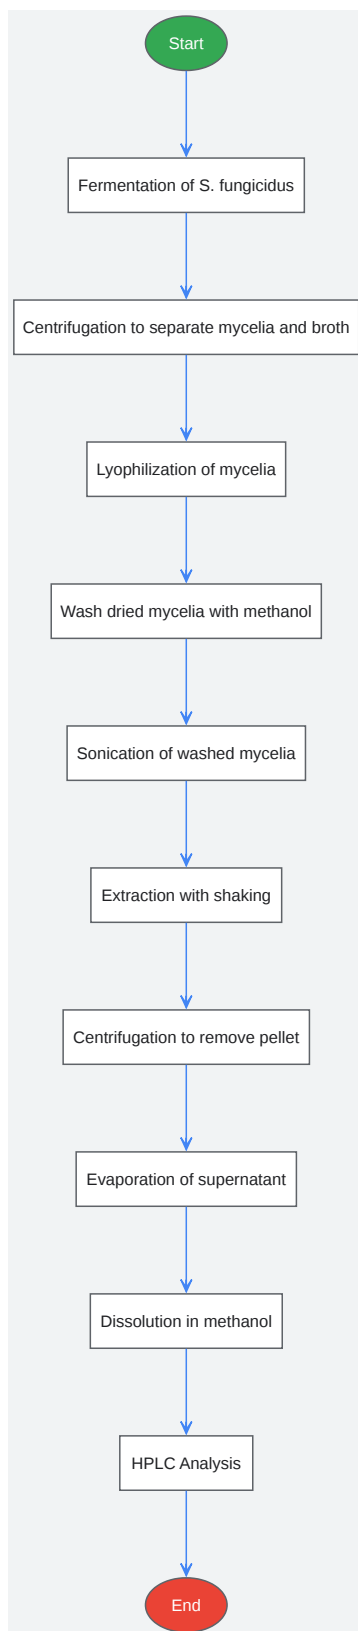 Start
Fermentation of S. fungicidus
Centrifugation to separate mycelia and broth
Lyophilization of mycelia
Wash dried mycelia with methanol
Sonication of washed mycelia
Extraction with shaking
Centrifugation to remove pellet
Evaporation of supernatant
Dissolution in methanol
HPLC Analysis
End